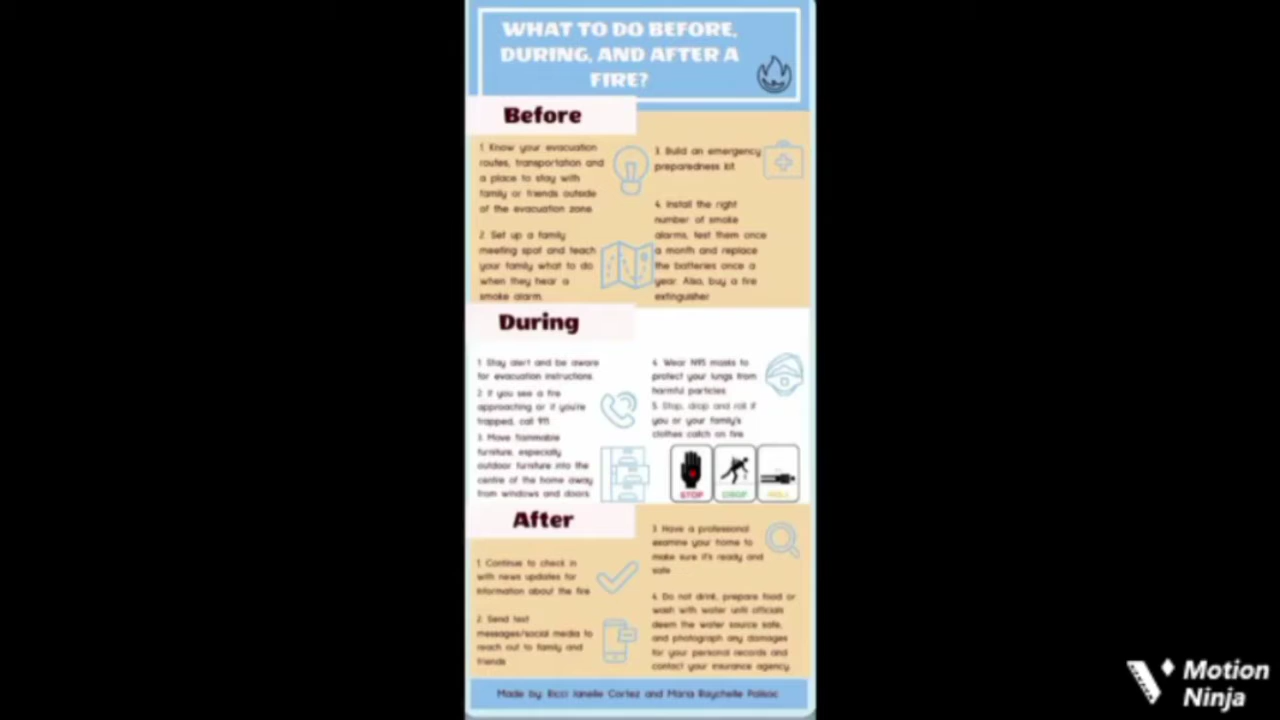 WHAT TO DO BEFORE,
DURING, AND AFTER A
FIRE?
Before
1. Know your evacuation
routes, transportation and
a place to stay with
family or friends outside
of the evacuation zone
2. Set up a family
meeting spot and teach
your family what to do
when they hear a
smoke alarm.
3. Build an emergency
preparedness kit
4. Install the right
number of smoke
alarms, test them once
a month and replace
the batteries once a
year. Also, buy a fire
extinguisher
During
1. Stay alert and be aware
for evacuation instructions.
2. If you see a fire
approaching or if you're
trapped, call 911
3. Move flammable
furniture, especially
outdoor furniture into the
centre of the home away
from windows and doors
4. Wear N95 masks to
protect your lungs from
harmful particles
5. Stop, drop and roll if
you or your family's
clothes catch on fire
STOP
DROP
ROLL
After
1. Continue to check in
with news updates for
information about the fire
2. Send text
messages/social media to
reach out to family and
friends
3. Have a professional
examine your home to
make sure it's ready and
safe
4. Do not drink, prepare food or
wash with water until officials
deem the water source safe,
and photograph any damages
for your personal records and
contact your insurance agency.
Made by: Ricci Janelle Cortez and Maria Raychelle
Motion
Ninja